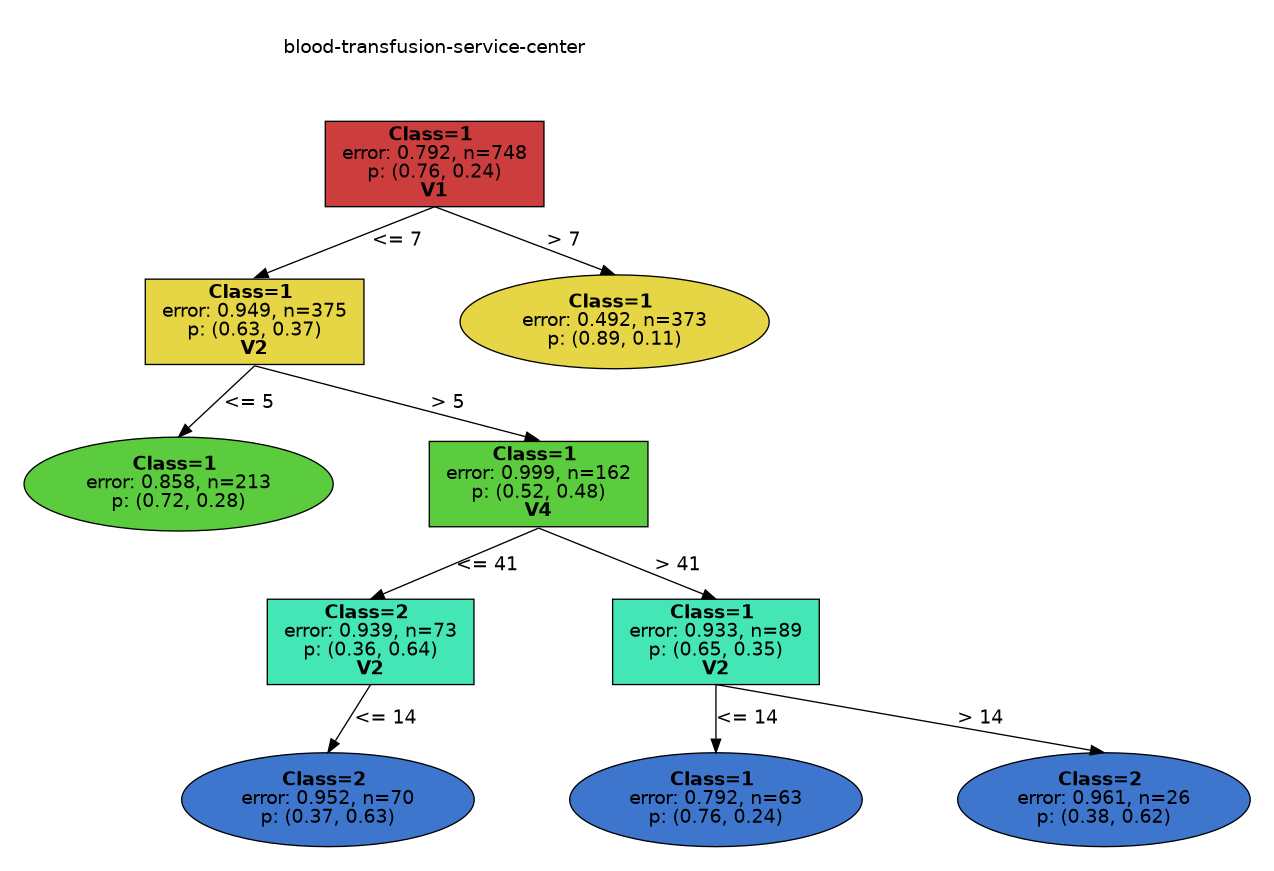 blood-transfusion-service-center
Class=1
error: 0.792, n=748
p: (0.76, 0.24)
V1
<= 7
> 7
Class=1
error: 0.949, n=375
p: (0.63, 0.37)
V2
Class=1
error: 0.492, n=373
p: (0.89, 0.11)
<= 5
> 5
Class=1
error: 0.858, n=213
p: (0.72, 0.28)
Class=1
error: 0.999, n=162
p: (0.52, 0.48)
V4
<= 41
> 41
Class=2
error: 0.939, n=73
p: (0.36, 0.64)
V2
Class=1
error: 0.933, n=89
p: (0.65, 0.35)
V2
<= 14
<= 14
> 14
Class=2
error: 0.952, n=70
p: (0.37, 0.63)
Class=1
error: 0.792, n=63
p: (0.76, 0.24)
Class=2
error: 0.961, n=26
p: (0.38, 0.62)